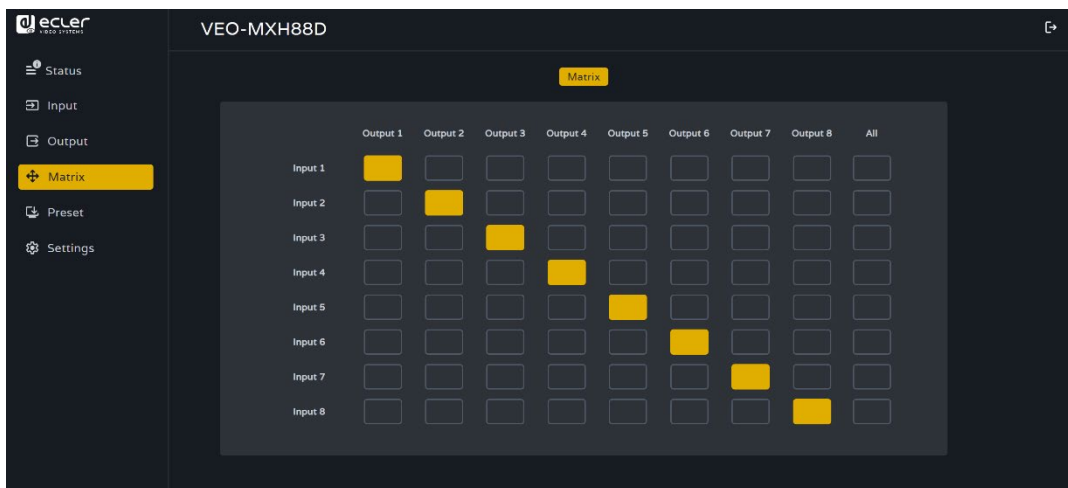 ecler
VIDEO SYSTEMS
VEO-MXH88D
Status
Input
Output
Matrix
Preset
Settings
Matrix
Output 1 Output 2 Output 3 Output 4 Output 5 Output 6 Output 7 Output 8 All
Input 1
Input 2
Input 3
Input 4
Input 5
Input 6
Input 7
Input 8